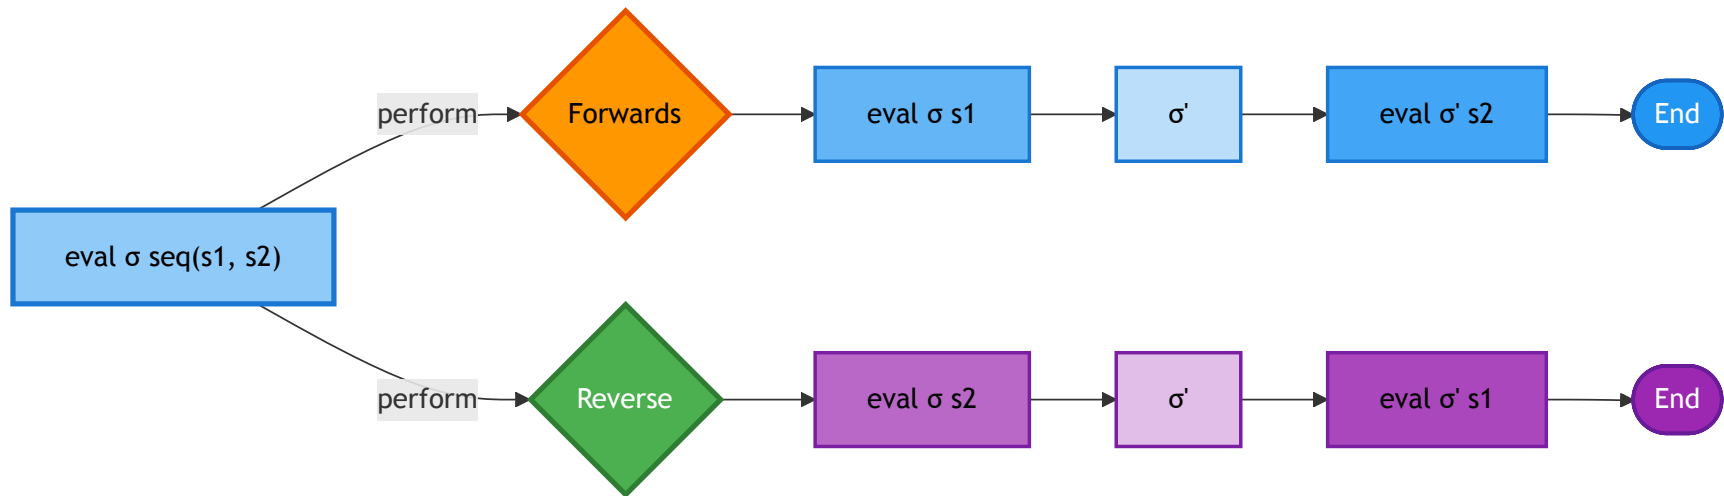 perform
Forwards
eval σ s1
σ'
eval σ' s2
End
eval σ seq(s1, s2)
perform
Reverse
eval σ s2
σ'
eval σ' s1
End